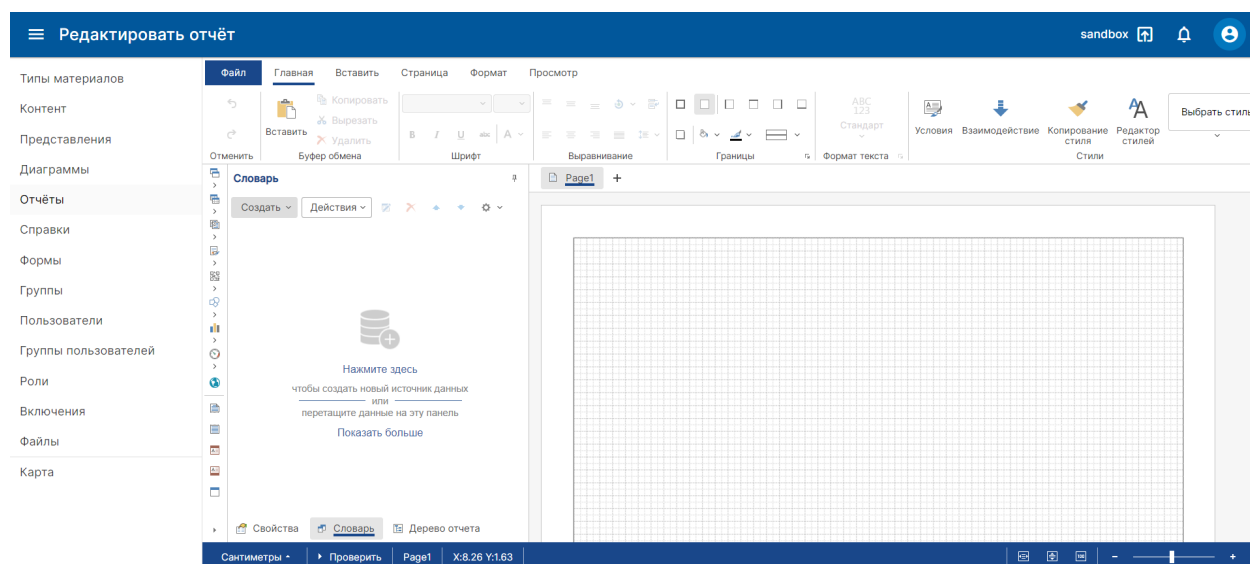 Редактировать отчёт
sandbox
Типы материалов
Контент
Представления
Диаграммы
Отчёты
Справки
Формы
Группы
Пользователи
Группы пользователей
Роли
Включения
Файлы
Карта
Файл Главная Вставить Страница Формат Просмотр
Отменить
Вставить
Копировать
Вырезать
Удалить
Буфер обмена
B I U abc A
Шрифт
Выравнивание
Границы
ABC
123
Стандарт
Формат текста
Условия Взаимодействие Копирование стиля Редактор стилей
Выбрать стиль
Стили
Словарь
Создать Действия
Нажмите здесь
чтобы создать новый источник данных
или
перетащите данные на эту панель
Показать больше
Свойства Словарь Дерево отчета
Page1 +
Сантиметры Проверить Page1 X:8.26 Y:1.63
100 - +